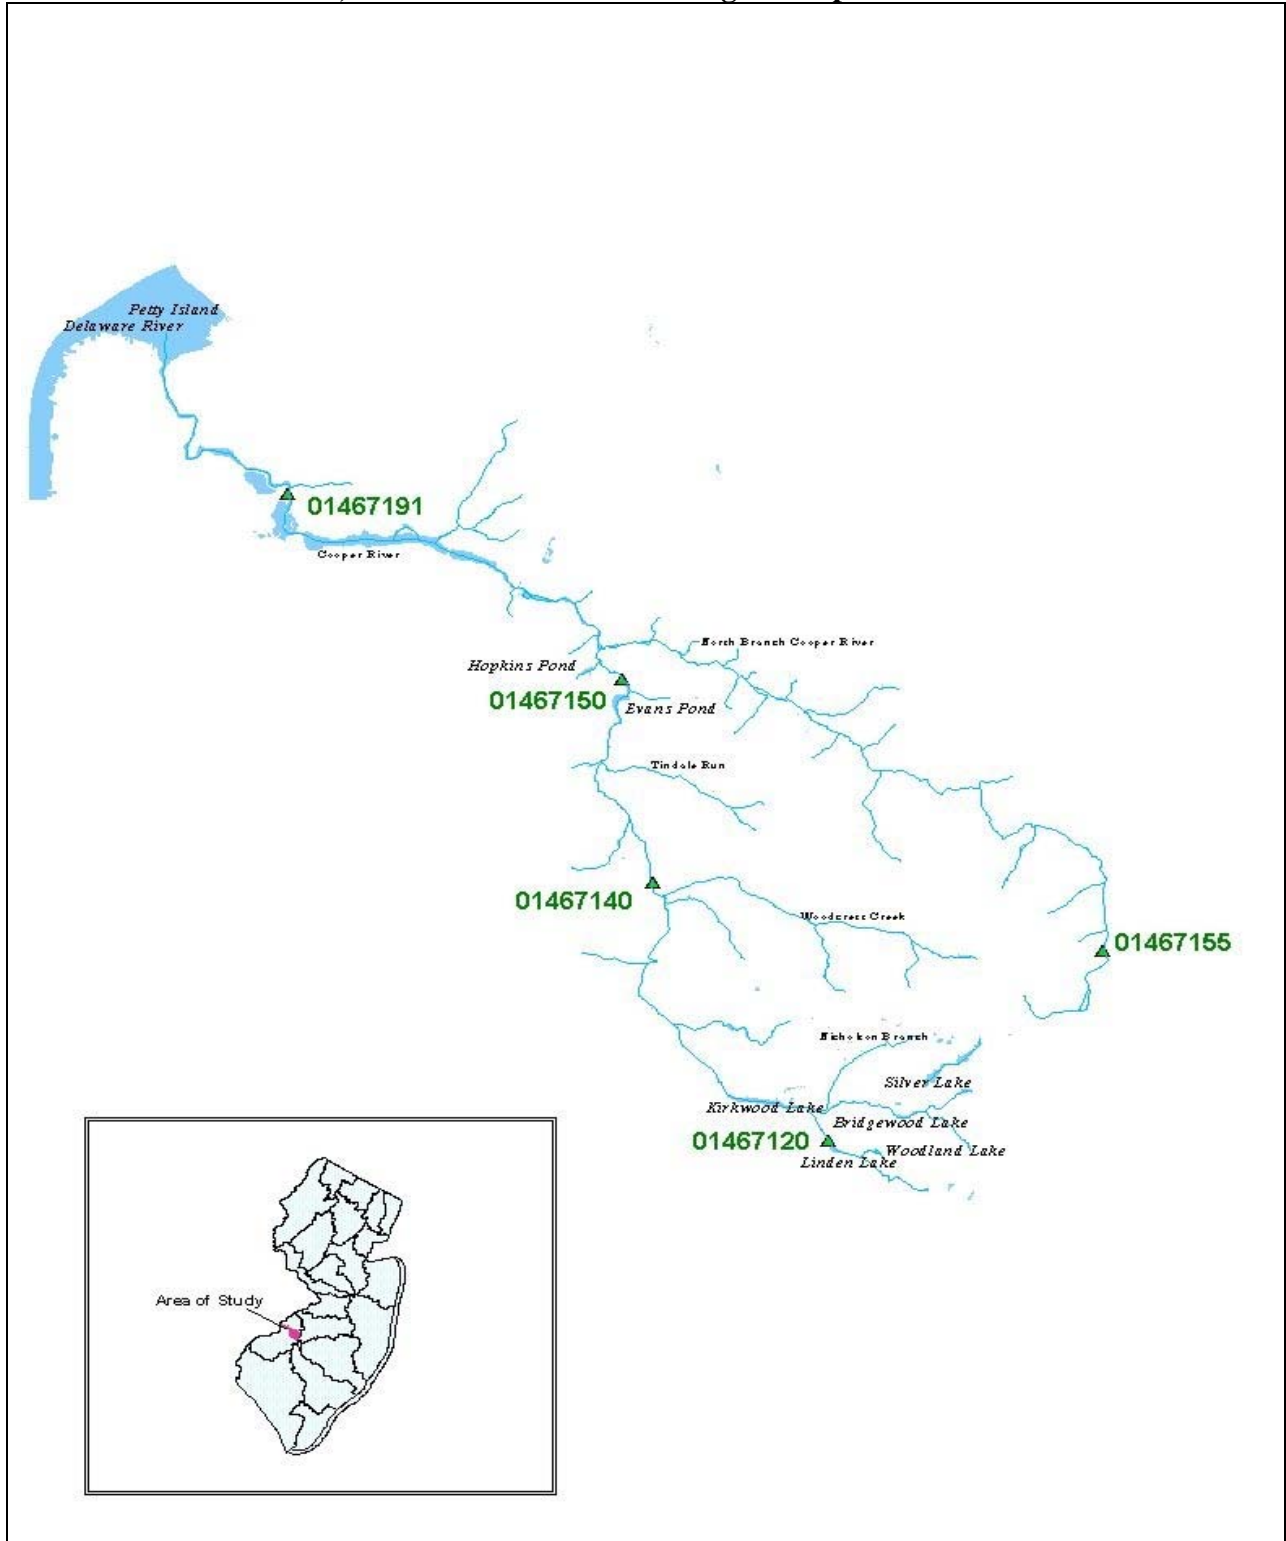 Petty Island
Delaware River
01467191
Cooper River
North Branch Cooper River
Hopkins Pond
01467150
Evans Pond
Tindale Run
01467140
Woodcrest Creek
01467155
Nicholson Branch
Silver Lake
Kirkwood Lake
Bridgewood Lake
01467120
Woodland Lake
Linden Lake
Area of Study